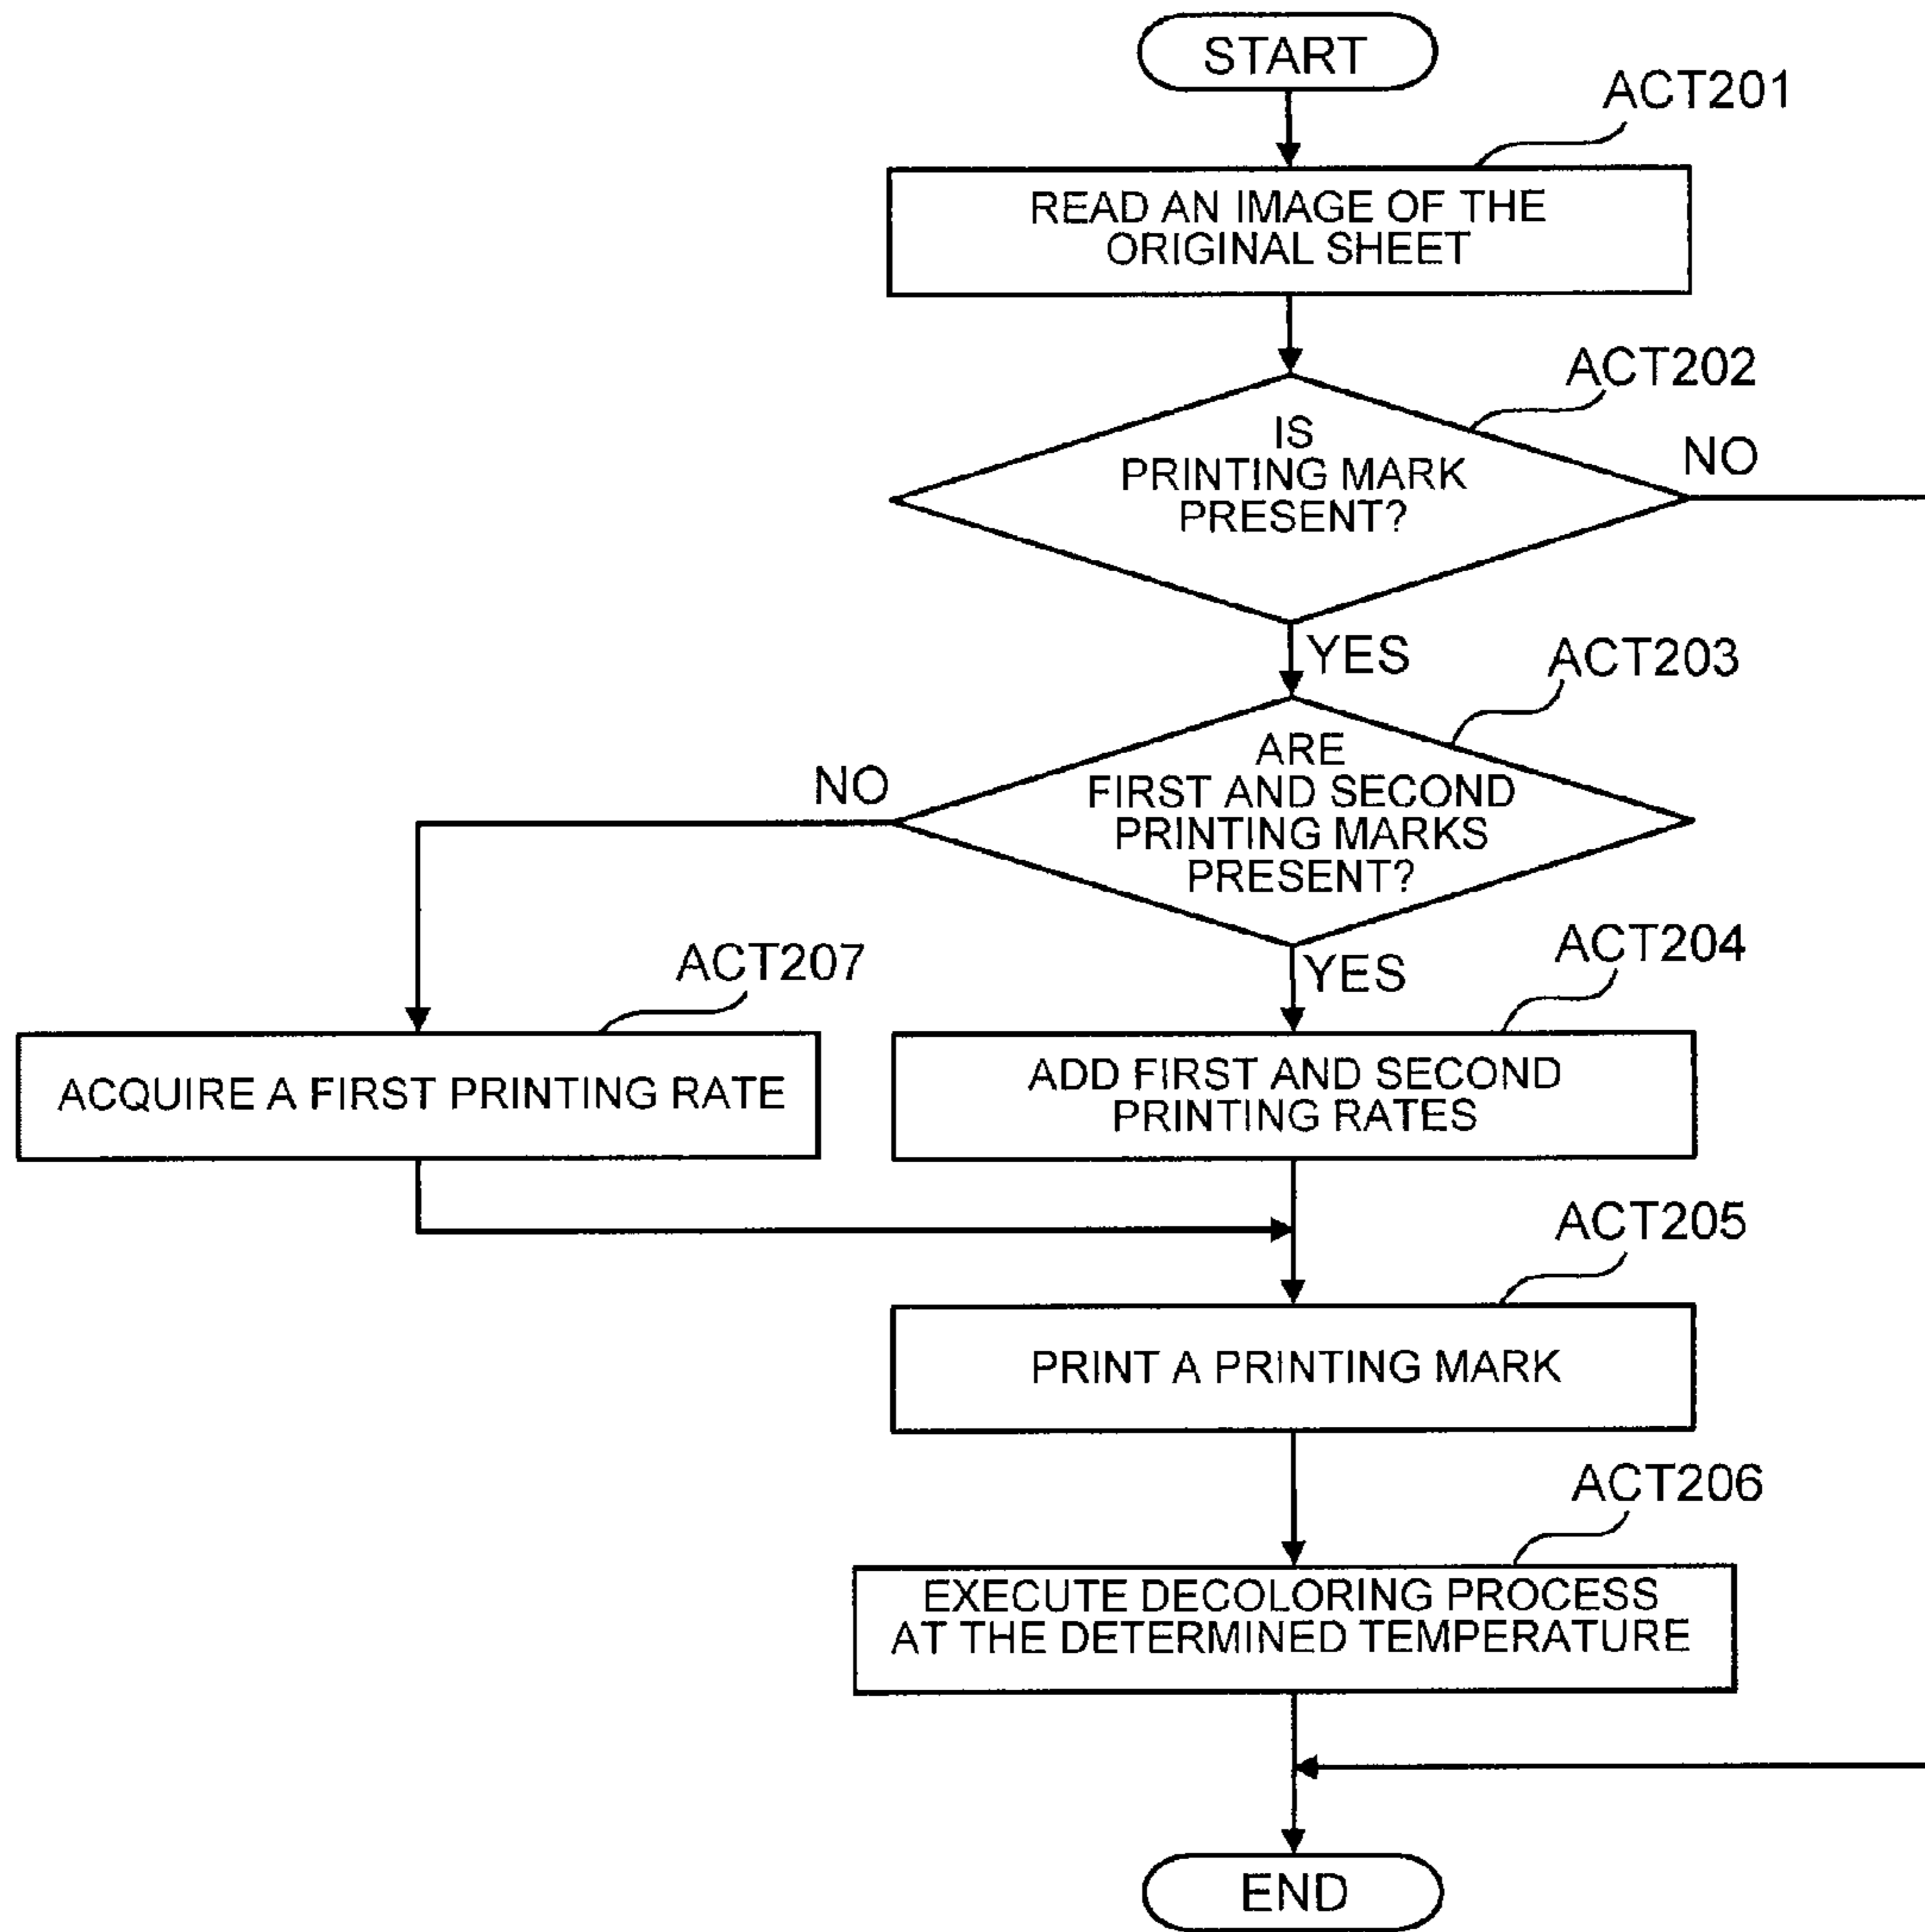 START
ACT201
READ AN IMAGE OF THE
ORIGINAL SHEET
ACT202
IS
PRINTING MARK
PRESENT?
NO
YES
ACT203
ARE
FIRST AND SECOND
PRINTING MARKS
PRESENT?
NO
YES
ACT207
ACT204
ACQUIRE A FIRST PRINTING RATE
ADD FIRST AND SECOND
PRINTING RATES
ACT205
PRINT A PRINTING MARK
ACT206
EXECUTE DECOLORING PROCESS
AT THE DETERMINED TEMPERATURE
END